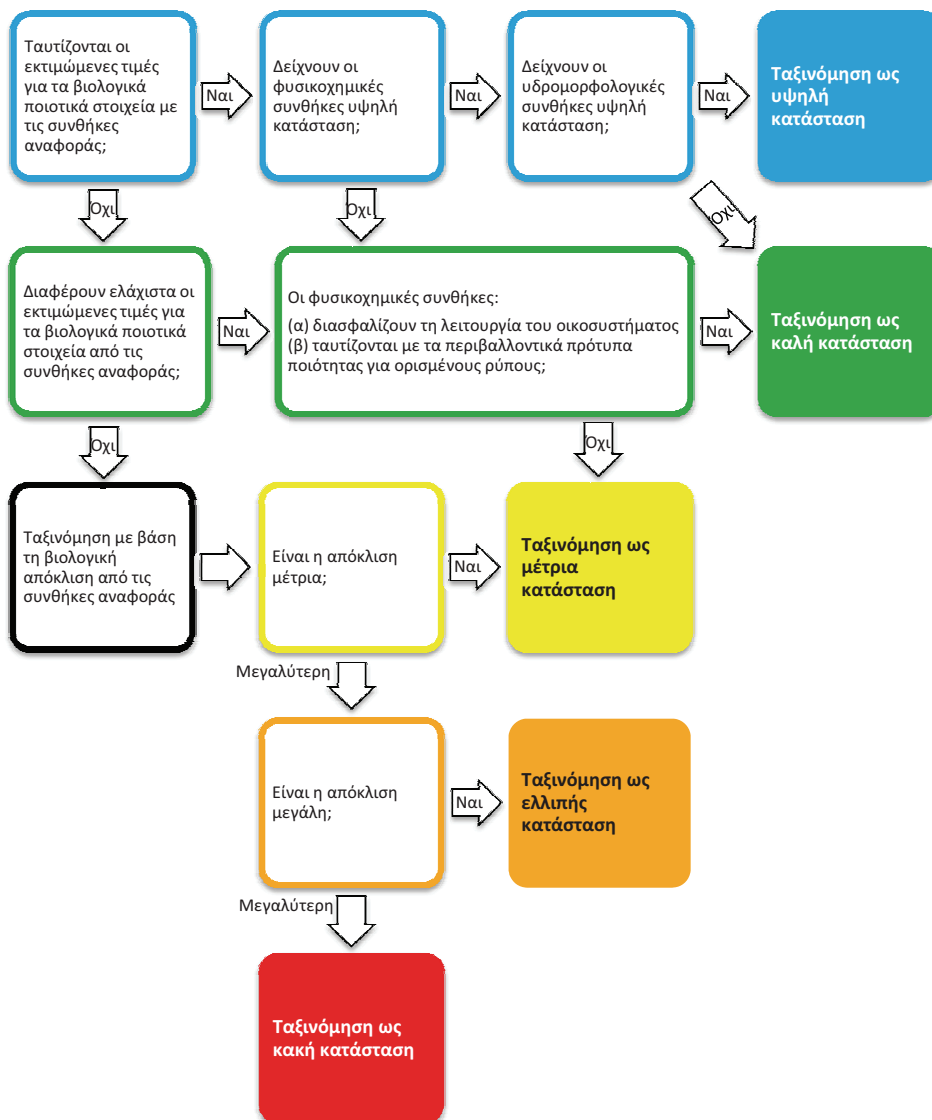 Ταυτίζονται οι
εκτιμώμενες τιμές
για τα βιολογικά
ποιοτικά στοιχεία με
τις συνθήκες
αναφοράς;
Ναι
Δείχνουν οι
φυσικοχημικές
συνθήκες υψηλή
κατάσταση;
Ναι
Δείχνουν οι
υδρομορφολογικές
συνθήκες υψηλή
κατάσταση;
Ναι
Ταξινόμηση ως
υψηλή
κατάσταση
Όχι
Όχι
Όχι
Διαφέρουν ελάχιστα οι
εκτιμώμενες τιμές για
τα βιολογικά ποιοτικά
στοιχεία από τις
συνθήκες αναφοράς;
Ναι
Οι φυσικοχημικές συνθήκες:
(α) διασφαλίζουν τη λειτουργία του οικοσυστήματος
(β) ταυτίζονται με τα περιβαλλοντικά πρότυπα
ποιότητας για ορισμένους ρύπους;
Ναι
Ταξινόμηση ως
καλή κατάσταση
Όχι
Όχι
Ταξινόμηση με βάση
τη βιολογική
απόκλιση από τις
συνθήκες αναφοράς
Είναι η απόκλιση
μέτρια;
Ναι
Ταξινόμηση ως
μέτρια
κατάσταση
Μεγαλύτερη
Είναι η απόκλιση
μεγάλη;
Ναι
Ταξινόμηση ως
ελλιπής
κατάσταση
Μεγαλύτερη
Ταξινόμηση ως
κακή κατάσταση